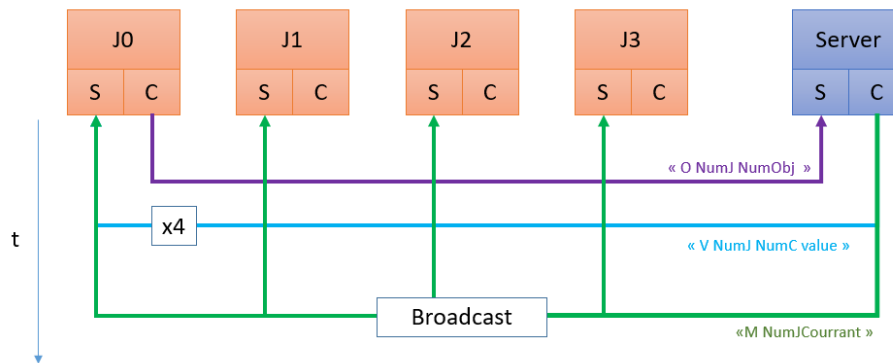 J0 J1 J2 J3 Server
S C S C S C S C S C
« O NumJ NumObj »
x4
t
« V NumJ NumC value »
Broadcast
«M NumJCourrant »